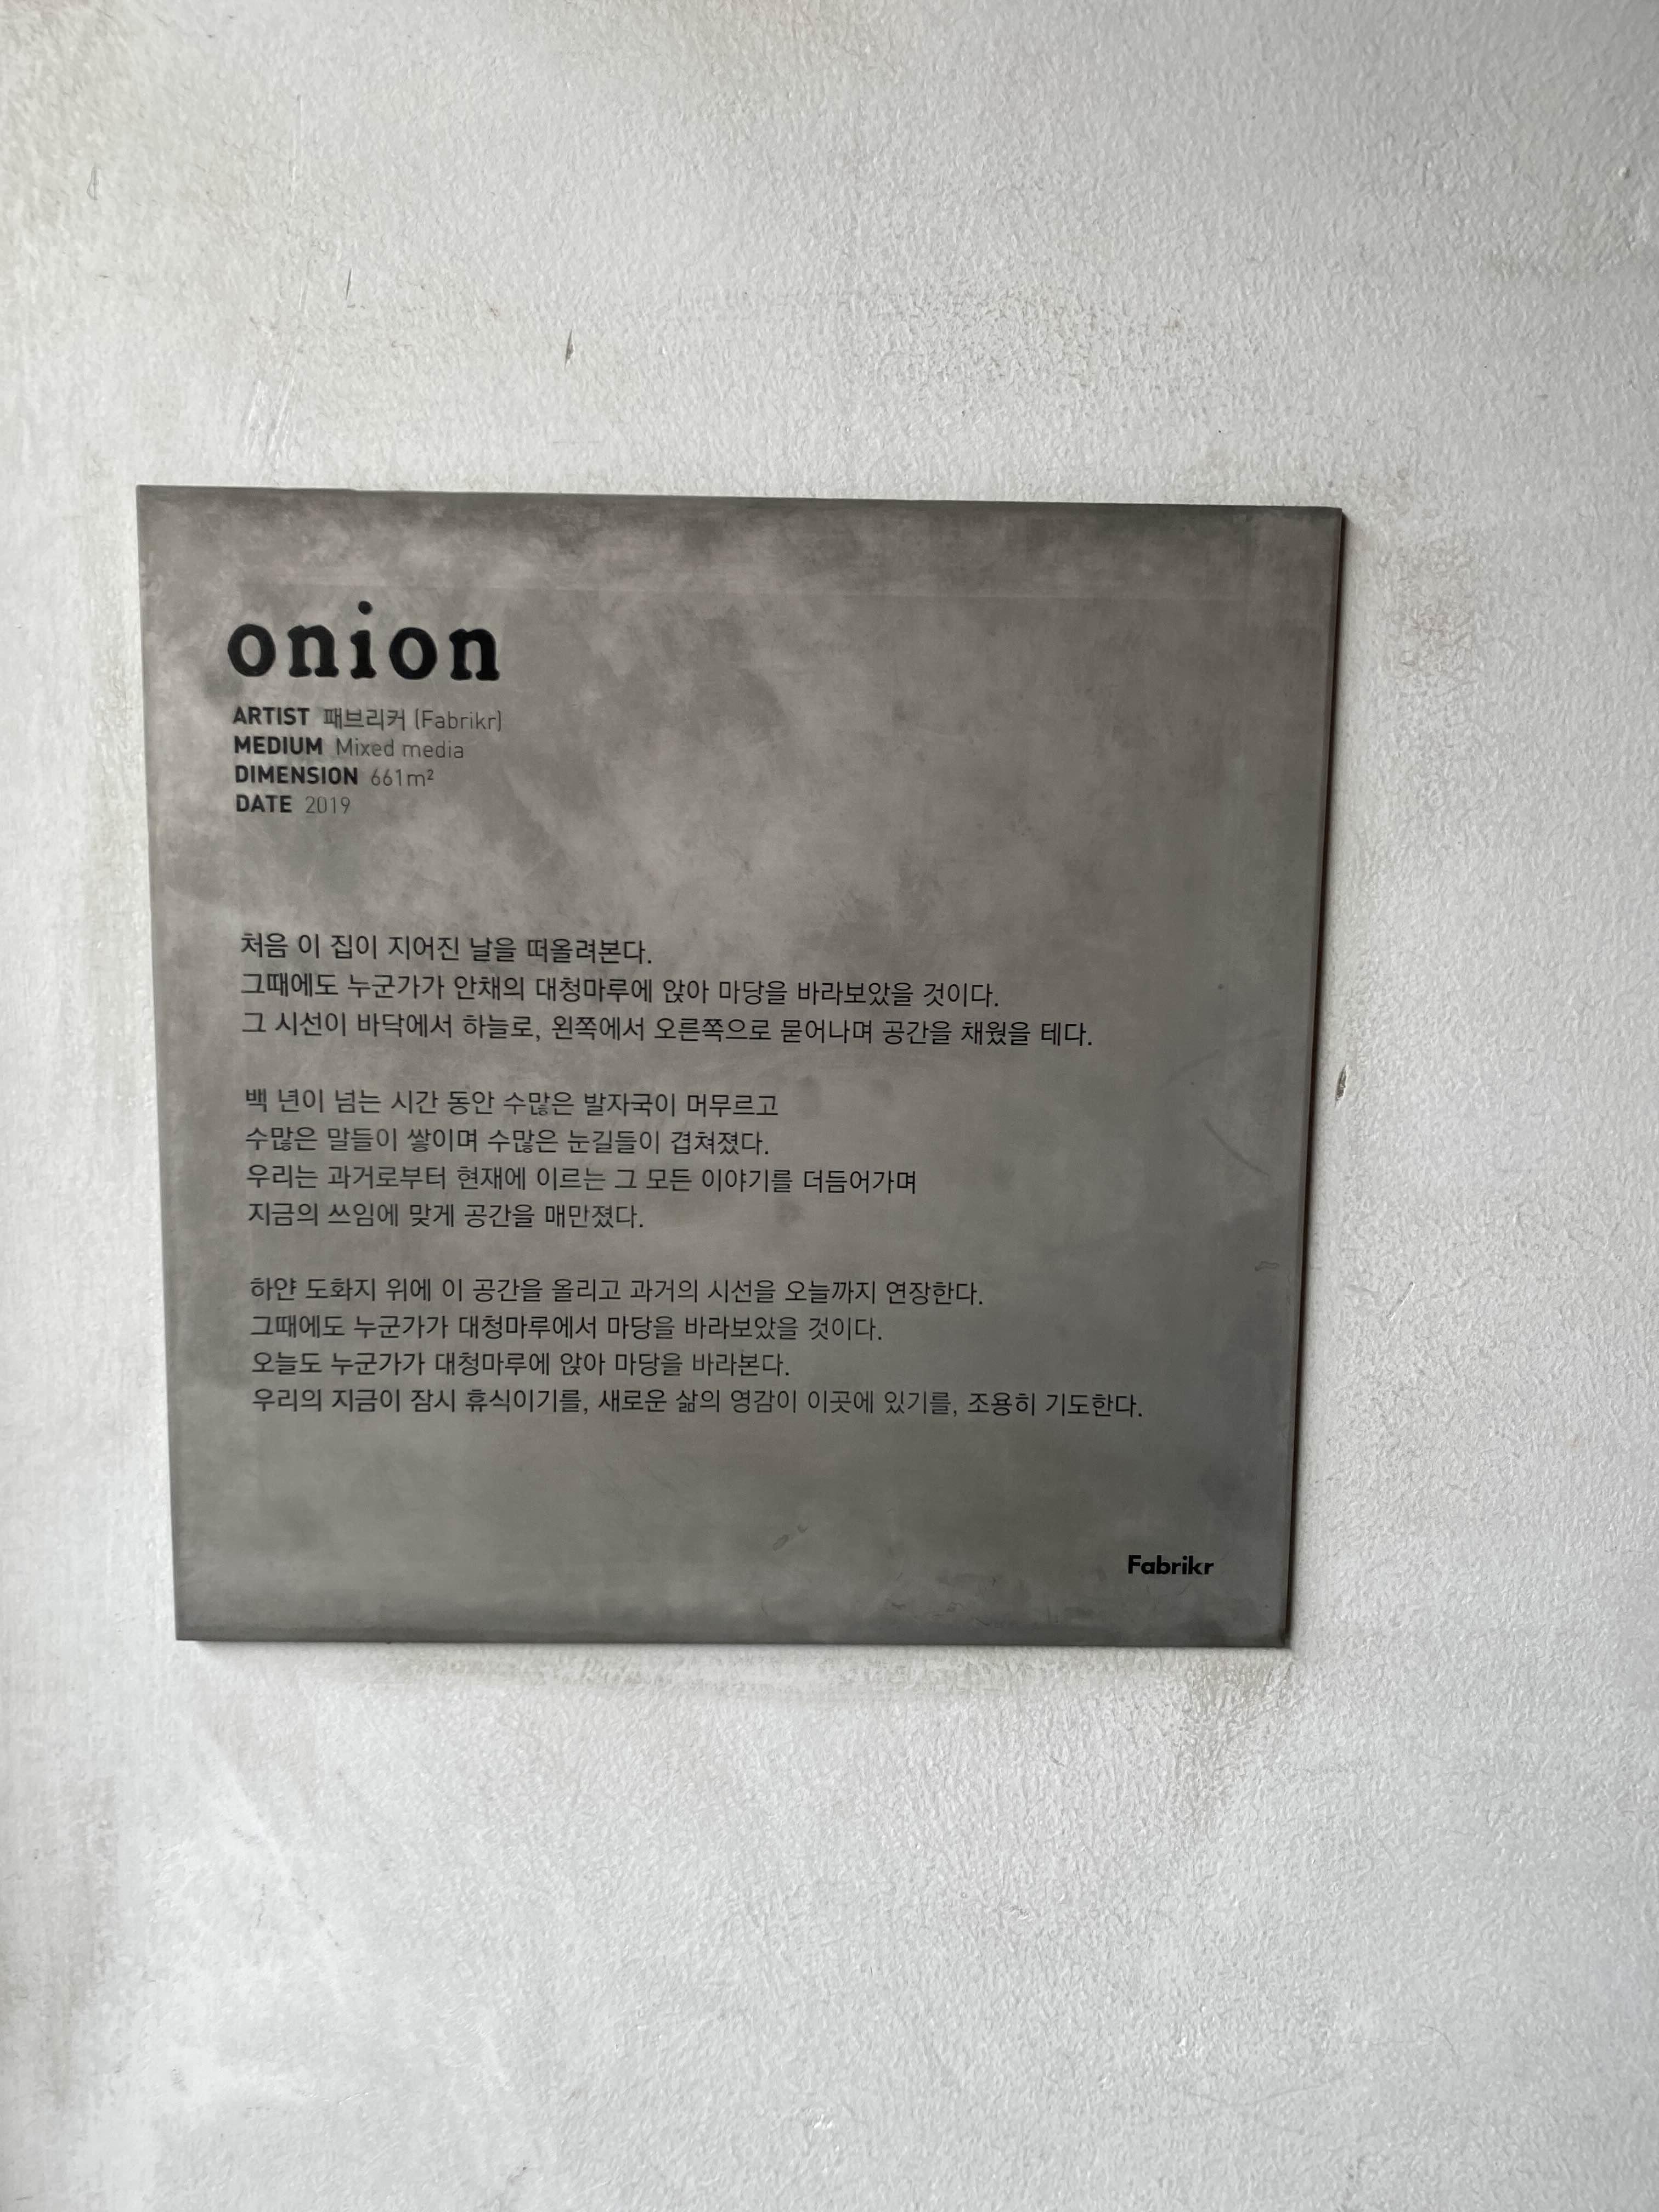 onion
ARTIST 패브리커 (Fabrikr)
MEDIUM Mixed media
DIMENSION 661m²
DATE 2019
처음 이 집이 지어진 날을 떠올려본다.
그때에도 누군가가 안채의 대청마루에 앉아 마당을 바라보았을 것이다.
그 시선이 바닥에서 하늘로, 왼쪽에서 오른쪽으로 묻어나며 공간을 채웠을 테다.
백 년이 넘는 시간 동안 수많은 발자국이 머무르고
수많은 말들이 쌓이며 수많은 눈길들이 겹쳐졌다.
우리는 과거로부터 현재에 이르는 그 모든 이야기를 더듬어가며
지금의 쓰임에 맞게 공간을 매만졌다.
하얀 도화지 위에 이 공간을 올리고 과거의 시선을 오늘까지 연장한다.
그때에도 누군가가 대청마루에서 마당을 바라보았을 것이다.
오늘도 누군가가 대청마루에 앉아 마당을 바라본다.
우리의 지금이 잠시 휴식이기를, 새로운 삶의 영감이 이곳에 있기를, 조용히 기도한다.
Fabrikr